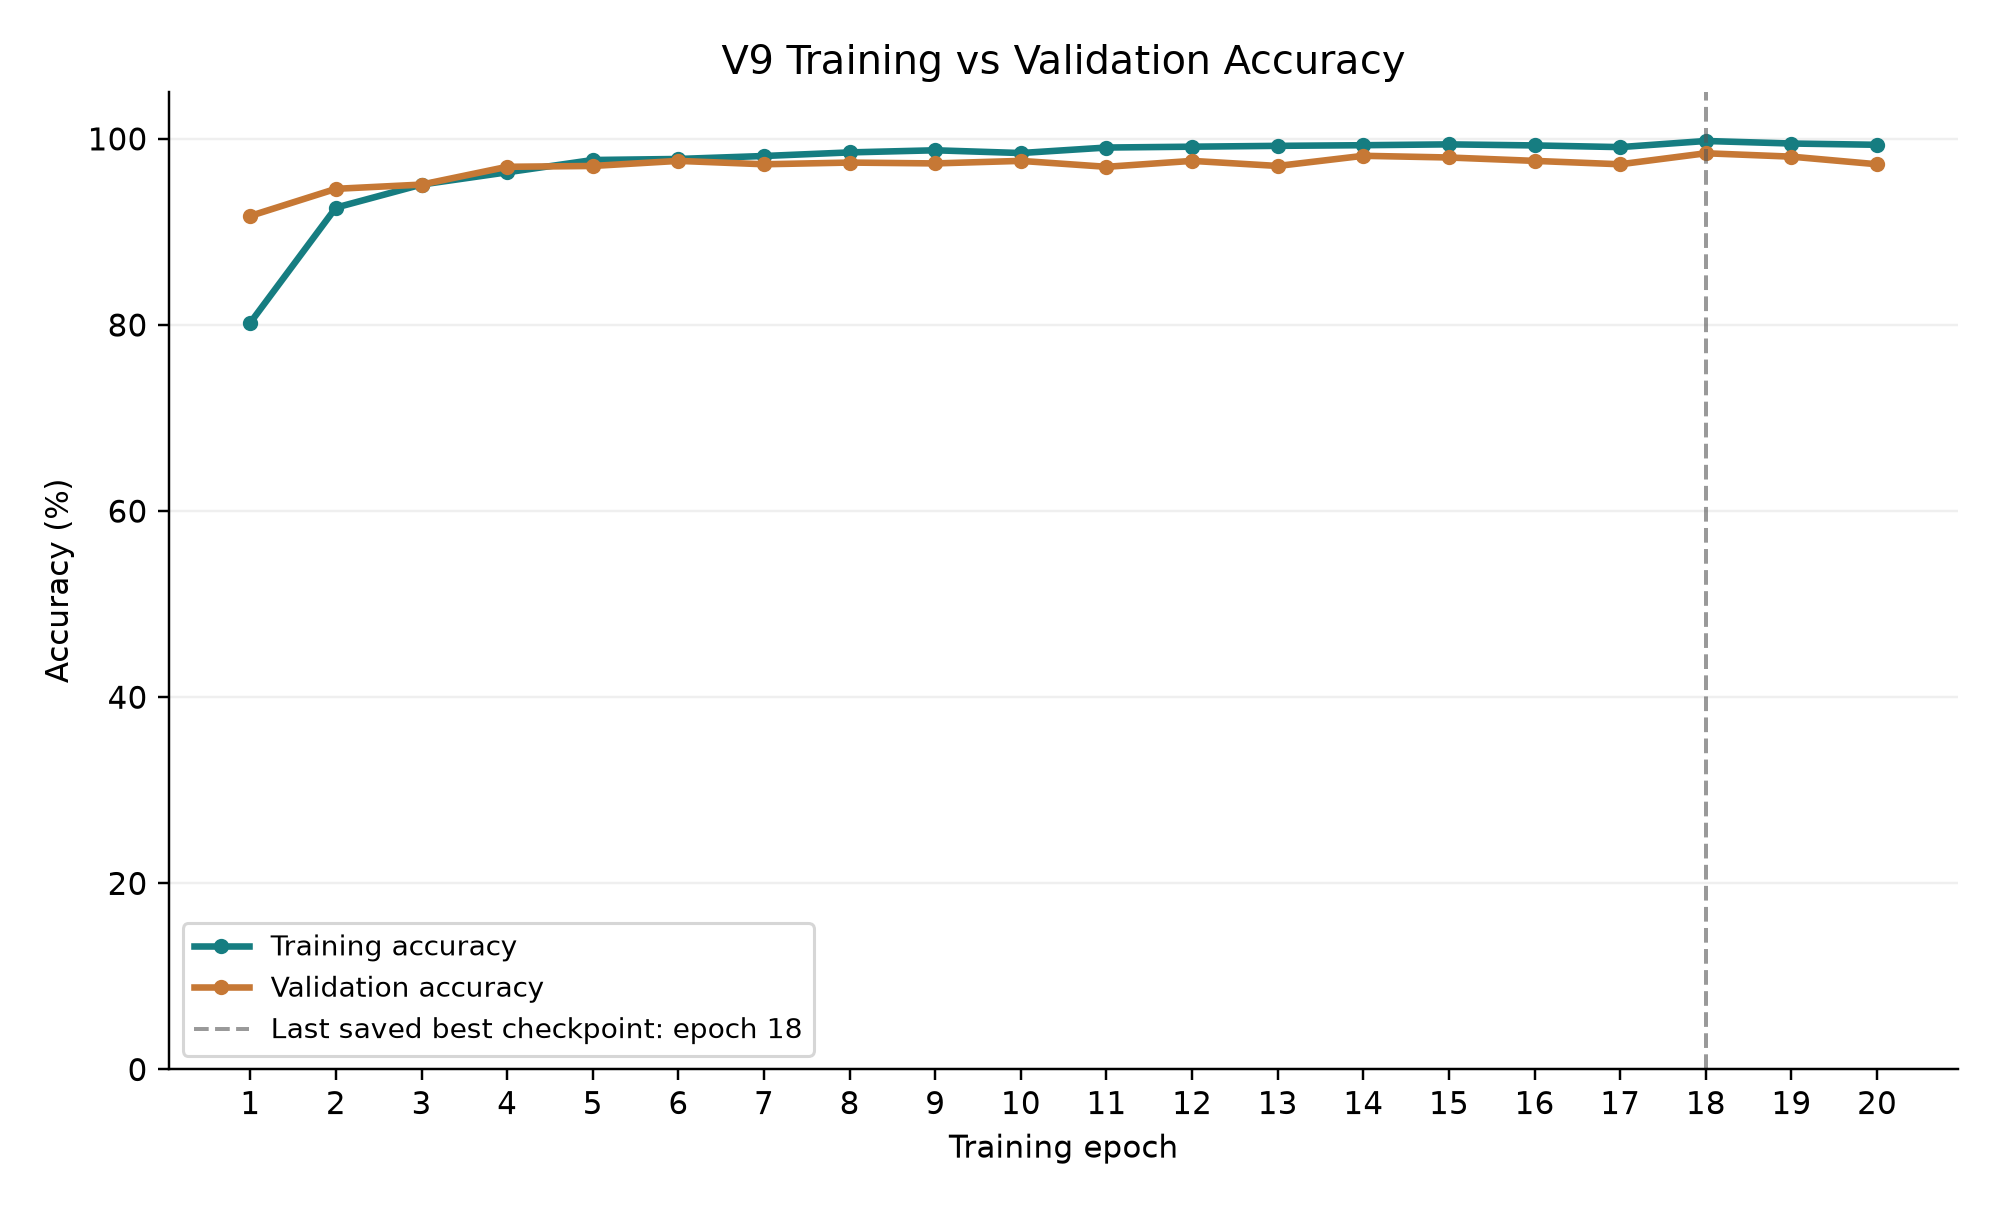 V9 Training vs Validation Accuracy
Accuracy (%)
100
80
60
40
20
0
Training accuracy
Validation accuracy
Last saved best checkpoint: epoch 18
1 2 3 4 5 6 7 8 9 10 11 12 13 14 15 16 17 18 19 20
Training epoch